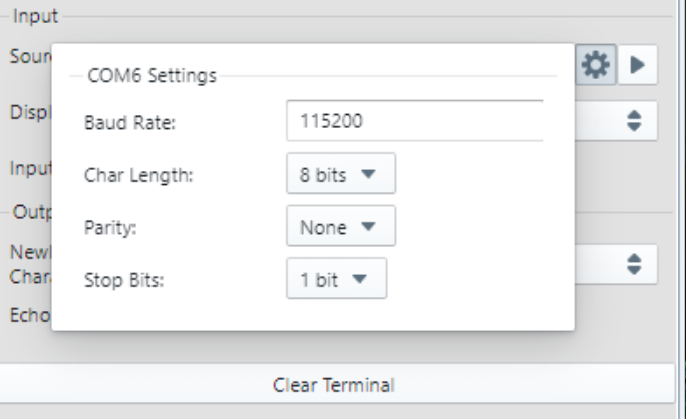 Input
Sour
COM6 Settings
Displ
Baud Rate: 115200
Input
Char Length: 8 bits
Outp
Parity: None
Newl
Char
Stop Bits: 1 bit
Echo
Clear Terminal